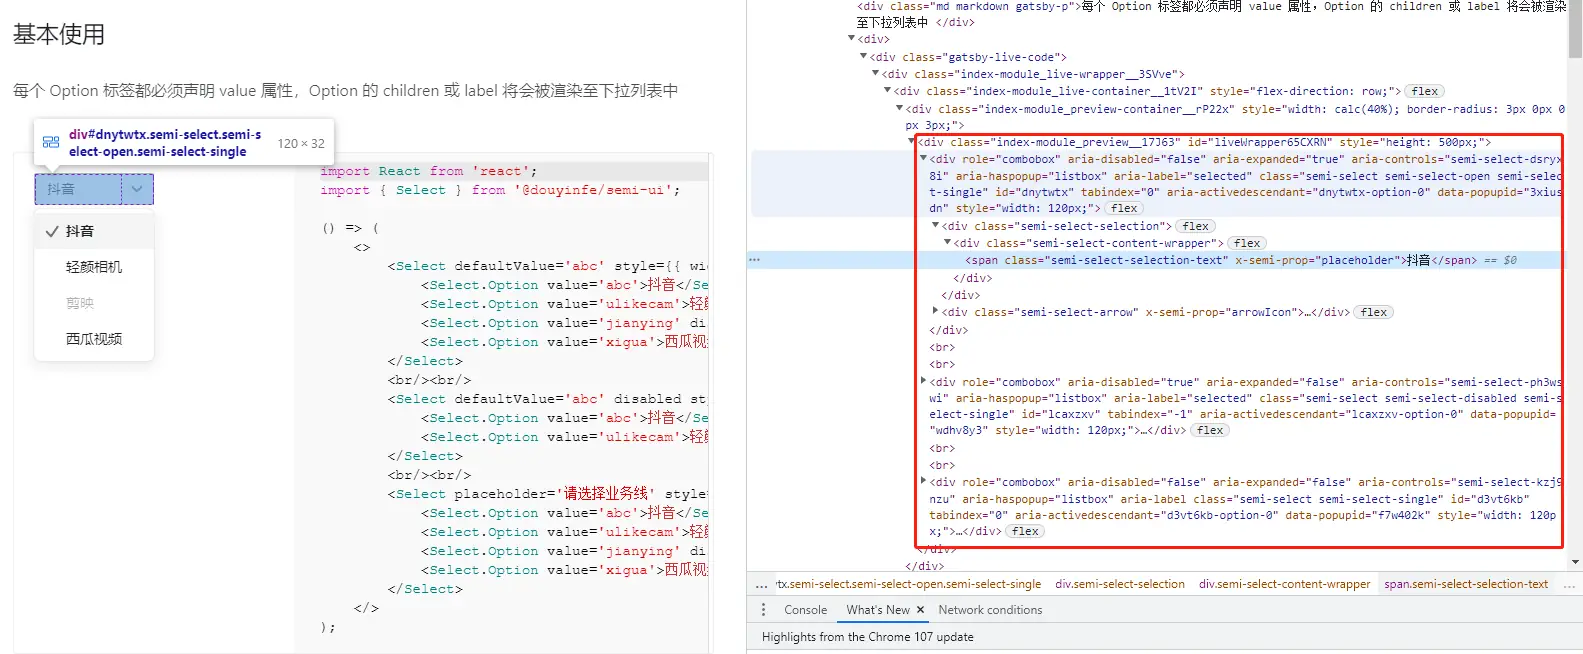 基本使用
每个 Option 标签都必须声明 value 属性，Option 的 children 或 label 将会被渲染至下拉列表中
div#dnytwtx.semi-select.semi-s
elect-open.semi-select-single
120 × 32
抖音
抖音
轻颜相机
剪映
西瓜视频
import React from 'react';
import { Select } from '@douyinfe/semi-ui';
() => (
<>
<Select defaultValue='abc' style={{ wi
<Select.Option value='abc'>抖音</Se
<Select.Option value='ulikecam'>轻颜
<Select.Option value='jianying' di
<Select.Option value='xigua'>西瓜视
</Select>
<br/><br/>
<Select defaultValue='abc' disabled st
<Select.Option value='abc'>抖音</Se
<Select.Option value='ulikecam'>轻颜
</Select>
<br/><br/>
<Select placeholder='请选择业务线' style=
<Select.Option value='abc'>抖音</Se
<Select.Option value='ulikecam'>轻颜
<Select.Option value='jianying' di
<Select.Option value='xigua'>西瓜视
</Select>
</>
);
<div class="md markdown gatsby-p">每个 Option 标签都必须声明 value 属性，Option 的 children 或 label 将会被渲染
至下拉列表中 </div>
<div>
<div class="gatsby-live-code">
<div class="index-module_live-wrapper__3SVve">
<div class="index-module_live-container__1tV2I" style="flex-direction: row;"> flex
<div class="index-module_preview-container__rP22x" style="width: calc(40%); border-radius: 3px 0px 0
px 3px;">
<div class="index-module_preview__17J63" id="liveWrapper65CXRN" style="height: 500px;">
<div role="combobox" aria-disabled="false" aria-expanded="true" aria-controls="semi-select-dsryx
8i" aria-haspopup="listbox" aria-label="selected" class="semi-select semi-select-open semi-selec
t-single" id="dnytwtx" tabindex="0" aria-activedescendant="dnytwtx-option-0" data-popupid="3xius
dn" style="width: 120px;"> flex
<div class="semi-select-selection"> flex
<div class="semi-select-content-wrapper"> flex
<span class="semi-select-selection-text" x-semi-prop="placeholder">抖音</span> == $0
</div>
</div>
<div class="semi-select-arrow" x-semi-prop="arrowIcon">…</div> flex
</div>
<br>
<br>
<div role="combobox" aria-disabled="true" aria-expanded="false" aria-controls="semi-select-ph3ws
wi" aria-haspopup="listbox" aria-label="selected" class="semi-select semi-select-disabled semi-s
elect-single" id="lcaxzxv" tabindex="-1" aria-activedescendant="lcaxzxv-option-0" data-popupid=
"wdhv8y3" style="width: 120px;">…</div> flex
<br>
<br>
<div role="combobox" aria-disabled="false" aria-expanded="false" aria-controls="semi-select-kzj9
nzu" aria-haspopup="listbox" aria-label class="semi-select semi-select-single" id="d3vt6kb"
tabindex="0" aria-activedescendant="d3vt6kb-option-0" data-popupid="f7w402k" style="width: 120p
x;">…</div> flex
</div>
</div>
… tx.semi-select.semi-select-open.semi-select-single div.semi-select-selection div.semi-select-content-wrapper span.semi-select-selection-text …
Console What's New × Network conditions
Highlights from the Chrome 107 update